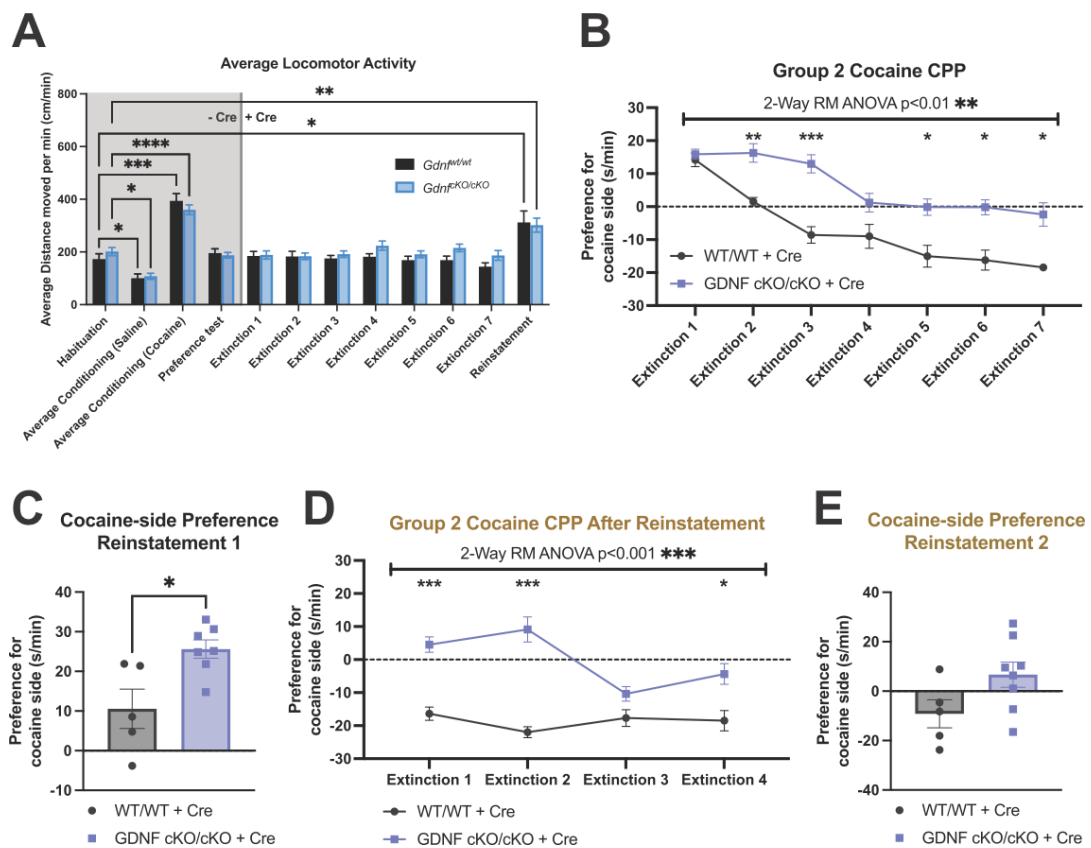 A
Average Locomotor Activity
Average Distance moved per min (cm/min)
800
600
400
200
0
- Cre + Cre
**
*
****
***
*
*
Gdnfwt/wt
GdnfcKO/cKO
Habituation
Average Conditioning (Saline)
Average Conditioning (Cocaine)
Preference test
Extinction 1
Extinction 2
Extinction 3
Extinction 4
Extinction 5
Extinction 6
Extionction 7
Reinstatement
B
Group 2 Cocaine CPP
2-Way RM ANOVA p<0.01 **
** *** * * *
Preference for
cocaine side (s/min)
30
20
10
0
-10
-20
-30
WT/WT + Cre
GDNF cKO/cKO + Cre
Extinction 1
Extinction 2
Extinction 3
Extinction 4
Extinction 5
Extinction 6
Extinction 7
C
Cocaine-side Preference
Reinstatement 1
*
Preference for
cocaine side (s/min)
40
30
20
10
0
-10
WT/WT + Cre
GDNF cKO/cKO + Cre
D
Group 2 Cocaine CPP After Reinstatement
2-Way RM ANOVA p<0.001 ***
*** *** *
Preference for
cocaine side (s/min)
30
20
10
0
-10
-20
-30
Extinction 1 Extinction 2 Extinction 3 Extinction 4
WT/WT + Cre
GDNF cKO/cKO + Cre
E
Cocaine-side Preference
Reinstatement 2
Preference for
cocaine side (s/min)
40
20
0
-20
-40
WT/WT + Cre
GDNF cKO/cKO + Cre